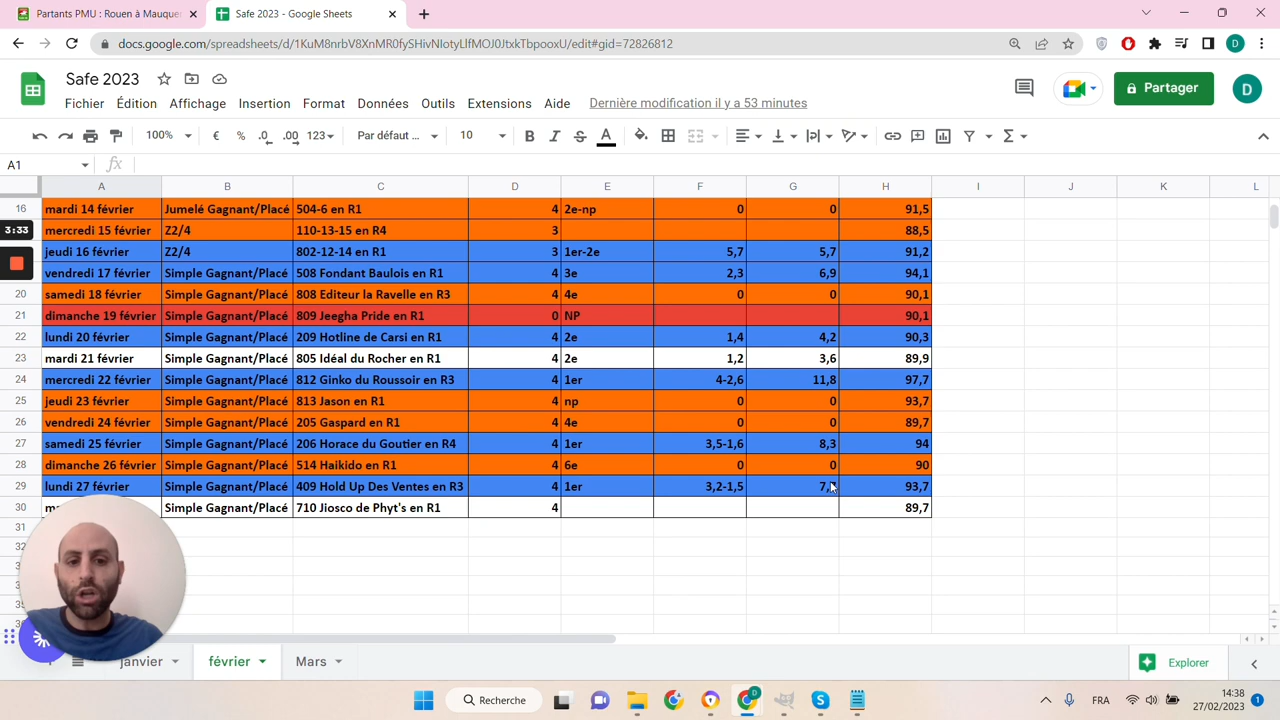 Partants PMU : Rouen à Mauque
Safe 2023 - Google Sheets
docs.google.com/spreadsheets/d/1KuM8nrbV8XnMR0fySHivNIotyLlfMOJ0JtxkTbpooxU/edit#gid=72826812
D
Safe 2023
Fichier Édition Affichage Insertion Format Données Outils Extensions Aide Dernière modification il y a 53 minutes
Partager
D
100% € % .0 .00 123 Par défaut ... 10 B I S A
A1 fx
A B C D E F G H I J K L
16 mardi 14 février Jumelé Gagnant/Placé 504-6 en R1 4 2e-np 0 0 91,5
3:33 mercredi 15 février Z2/4 110-13-15 en R4 3 88,5
jeudi 16 février Z2/4 802-12-14 en R1 3 1er-2e 5,7 5,7 91,2
vendredi 17 février Simple Gagnant/Placé 508 Fondant Baulois en R1 4 3e 2,3 6,9 94,1
20 samedi 18 février Simple Gagnant/Placé 808 Editeur la Ravelle en R3 4 4e 0 0 90,1
21 dimanche 19 février Simple Gagnant/Placé 809 Jeegha Pride en R1 0 NP 90,1
22 lundi 20 février Simple Gagnant/Placé 209 Hotline de Carsi en R1 4 2e 1,4 4,2 90,3
23 mardi 21 février Simple Gagnant/Placé 805 Idéal du Rocher en R1 4 2e 1,2 3,6 89,9
24 mercredi 22 février Simple Gagnant/Placé 812 Ginko du Roussoir en R3 4 1er 4-2,6 11,8 97,7
25 jeudi 23 février Simple Gagnant/Placé 813 Jason en R1 4 np 0 0 93,7
26 vendredi 24 février Simple Gagnant/Placé 205 Gaspard en R1 4 4e 0 0 89,7
27 samedi 25 février Simple Gagnant/Placé 206 Horace du Goutier en R4 4 1er 3,5-1,6 8,3 94
28 dimanche 26 février Simple Gagnant/Placé 514 Haikido en R1 4 6e 0 0 90
29 lundi 27 février Simple Gagnant/Placé 409 Hold Up Des Ventes en R3 4 1er 3,2-1,5 7, 93,7
30 Simple Gagnant/Placé 710 Jiosco de Phyt's en R1 4 89,7
31
32
janvier février Mars Explorer
Recherche FRA 14:38
27/02/2023 1